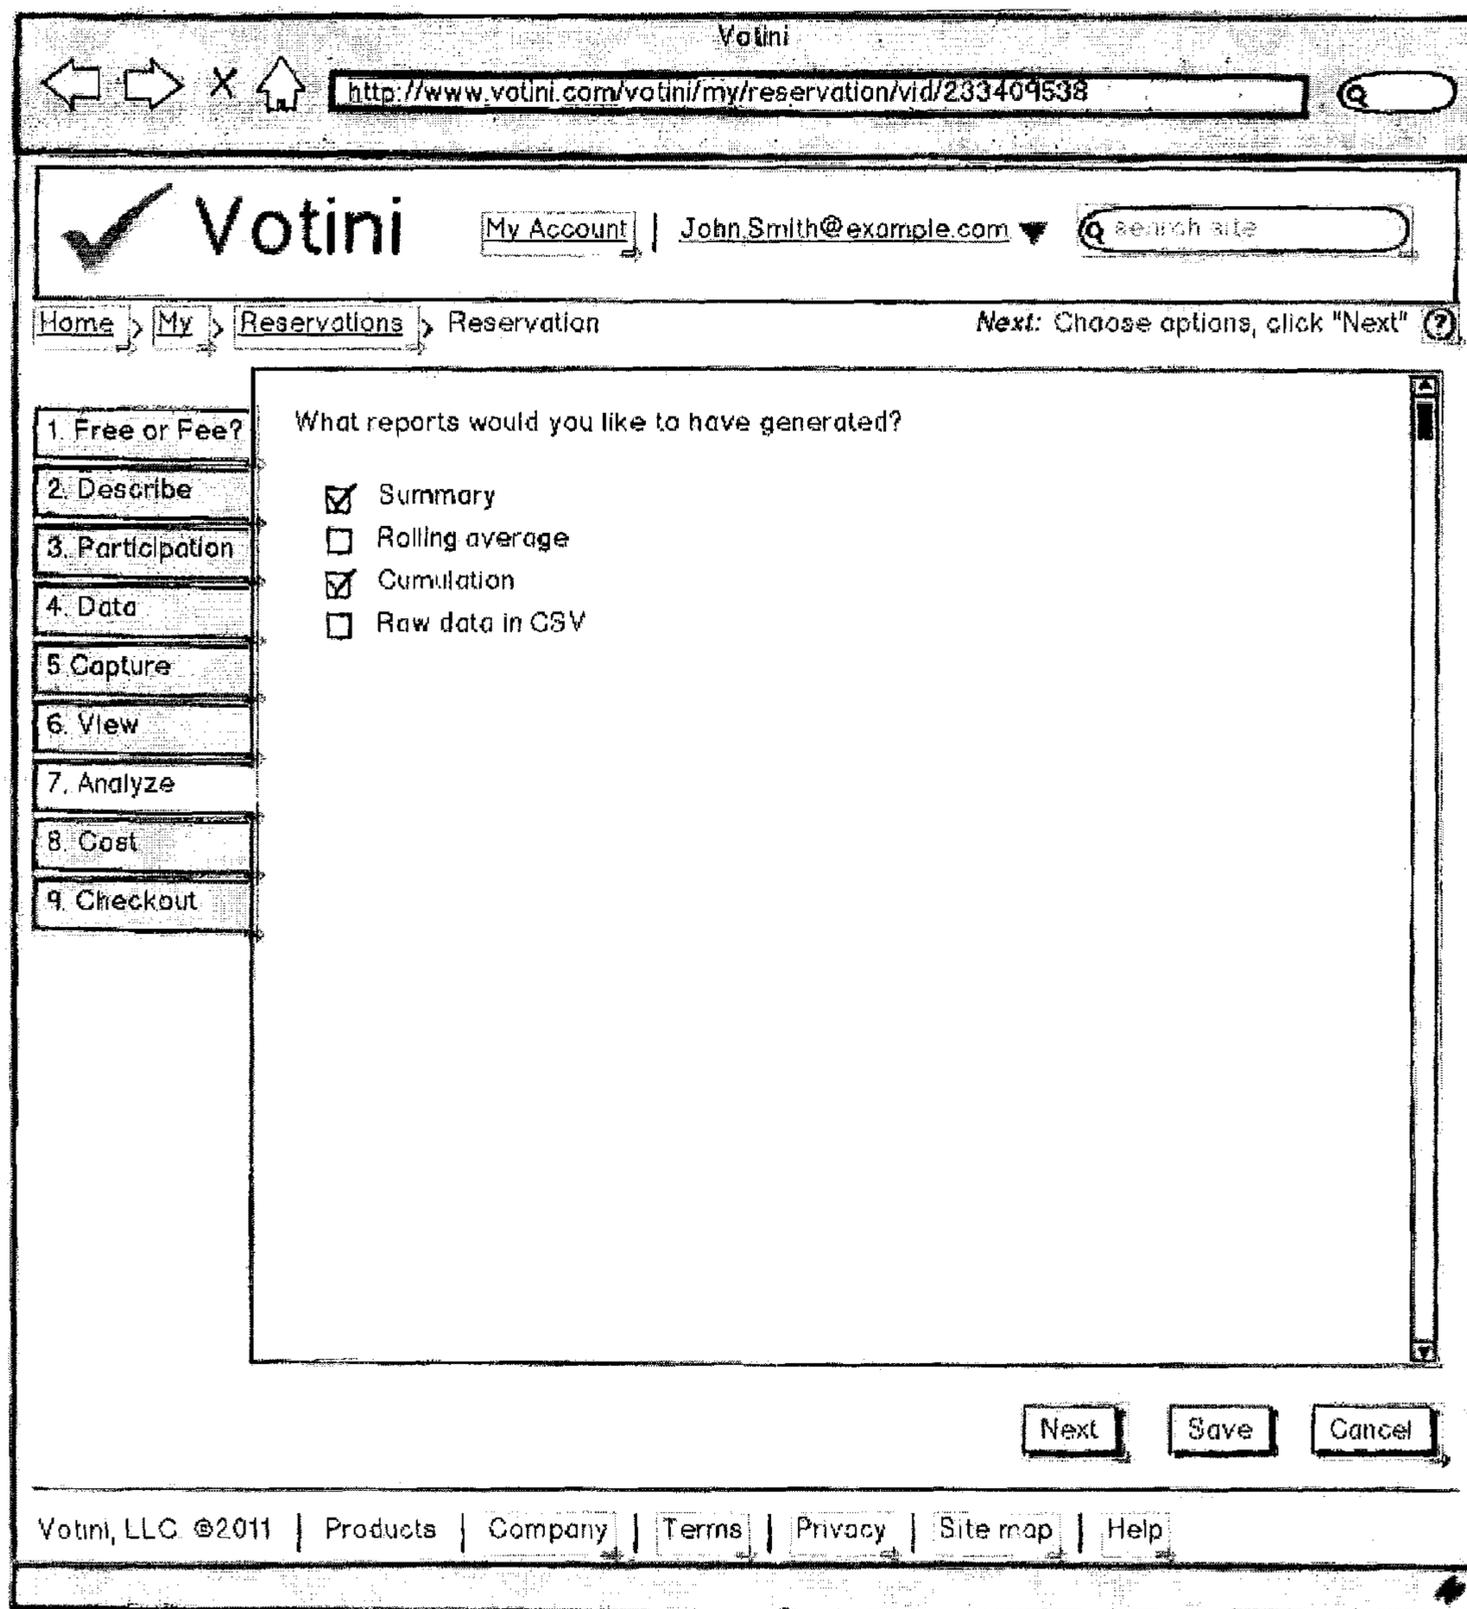 Votini
http://www.votini.com/votini/my/reservation/vid/233409538
Votini My Account | John.Smith@example.com search site
Home > My > Reservations > Reservation Next: Choose options, click "Next" ?
1. Free or Fee?
2. Describe
3. Participation
4. Data
5 Capture
6. View
7. Analyze
8. Cost
9. Checkout
What reports would you like to have generated?
Summary
Rolling average
Cumulation
Raw data in CSV
Next Save Cancel
Votini, LLC ©2011 | Products | Company | Terms | Privacy | Site map | Help